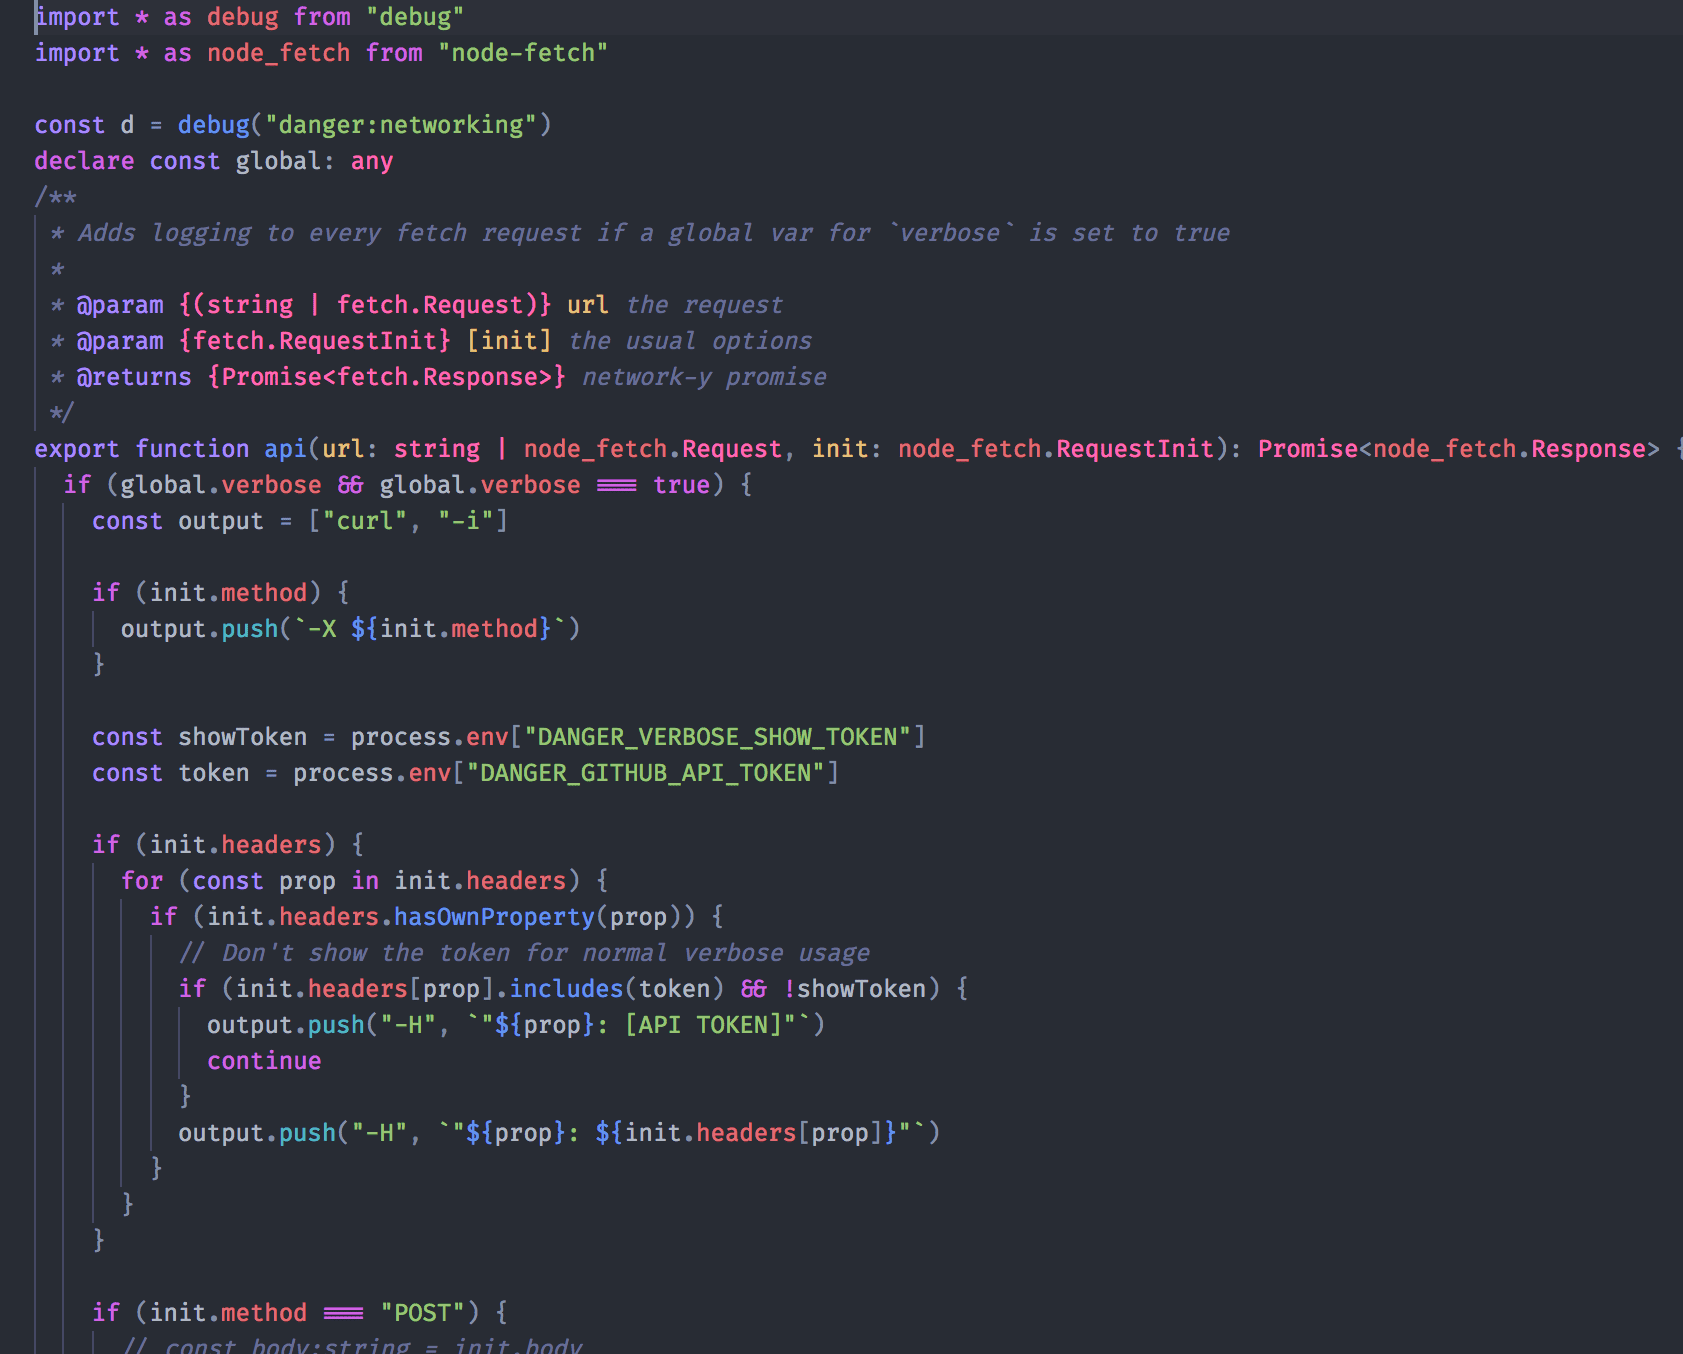 import * as debug from "debug"
import * as node_fetch from "node-fetch"

const d = debug("danger:networking")
declare const global: any
/**
 * Adds logging to every fetch request if a global var for `verbose` is set to true
 *
 * @param {(string | fetch.Request)} url the request
 * @param {fetch.RequestInit} [init] the usual options
 * @returns {Promise<fetch.Response>} network-y promise
 */
export function api(url: string | node_fetch.Request, init: node_fetch.RequestInit): Promise<node_fetch.Response> {
  if (global.verbose && global.verbose === true) {
    const output = ["curl", "-i"]

    if (init.method) {
      output.push(`-X ${init.method}`)
    }

    const showToken = process.env["DANGER_VERBOSE_SHOW_TOKEN"]
    const token = process.env["DANGER_GITHUB_API_TOKEN"]

    if (init.headers) {
      for (const prop in init.headers) {
        if (init.headers.hasOwnProperty(prop)) {
          // Don't show the token for normal verbose usage
          if (init.headers[prop].includes(token) && !showToken) {
            output.push("-H", `"${prop}: [API TOKEN]"`)
            continue
          }
          output.push("-H", `"${prop}: ${init.headers[prop]}"`)
        }
      }
    }

    if (init.method === "POST") {
      // const body:string = init.body